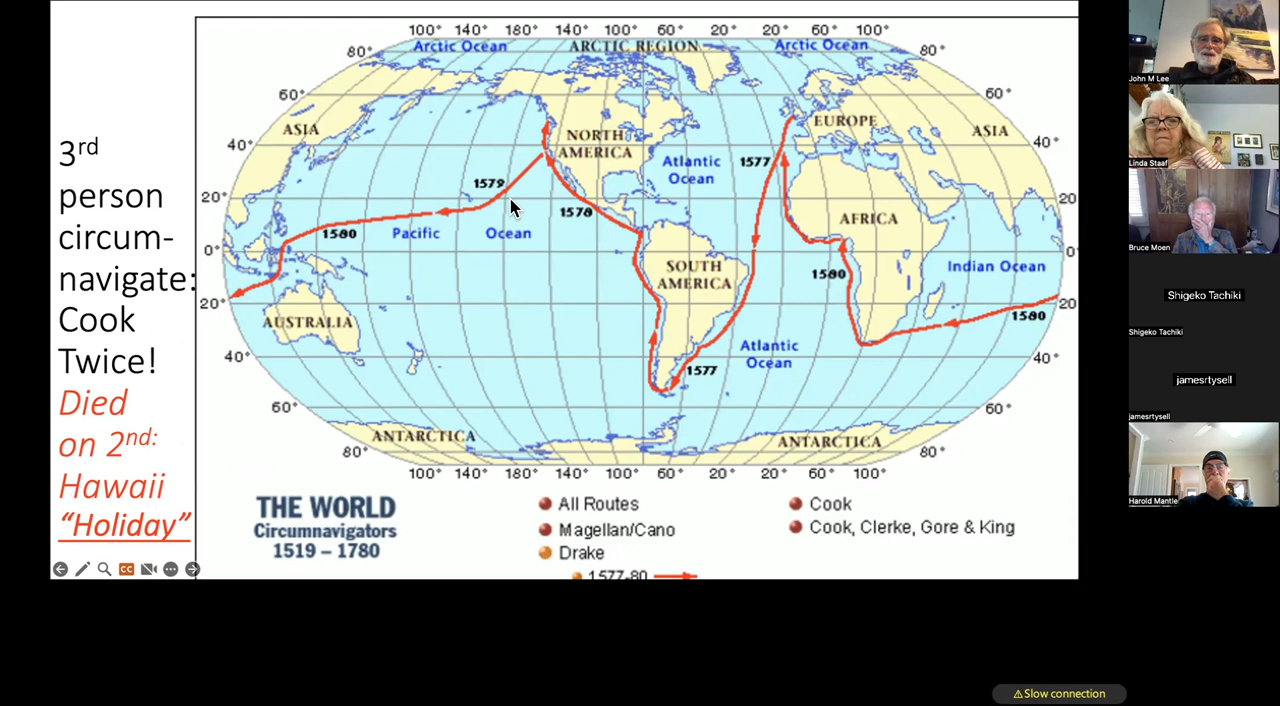 3rd
person
circum-
navigate:
Cook
Twice!
Died
on 2nd:
Hawaii
“Holiday”
100° 140° 180° 140° 100° 60° 20° 20° 60° 100°
80° Arctic Ocean ARCTIC REGION Arctic Ocean 80°
60° 60°
ASIA NORTH AMERICA EUROPE ASIA
40° Atlantic Ocean 1577 40°
20° 1579 1578 AFRICA 20
0° 1580 Pacific Ocean SOUTH AMERICA 1580 Indian Ocean 0°
20° AUSTRALIA 1580 20
40° 1577 Atlantic Ocean 40°
60° 60°
80° ANTARCTICA ANTARCTICA 80°
100° 140° 180° 140° 100° 60° 20° 20° 60° 100°
THE WORLD
Circumnavigators
1519 – 1780
All Routes
Magellan/Cano
Drake
1577-80
Cook
Cook, Clerke, Gore & King
CC
John M Lee
Linda Staaf
Bruce Moen
Shigeko Tachiki
Shigeko Tachiki
jamesrtysell
jamesrtysell
Harold Mantle
Slow connection